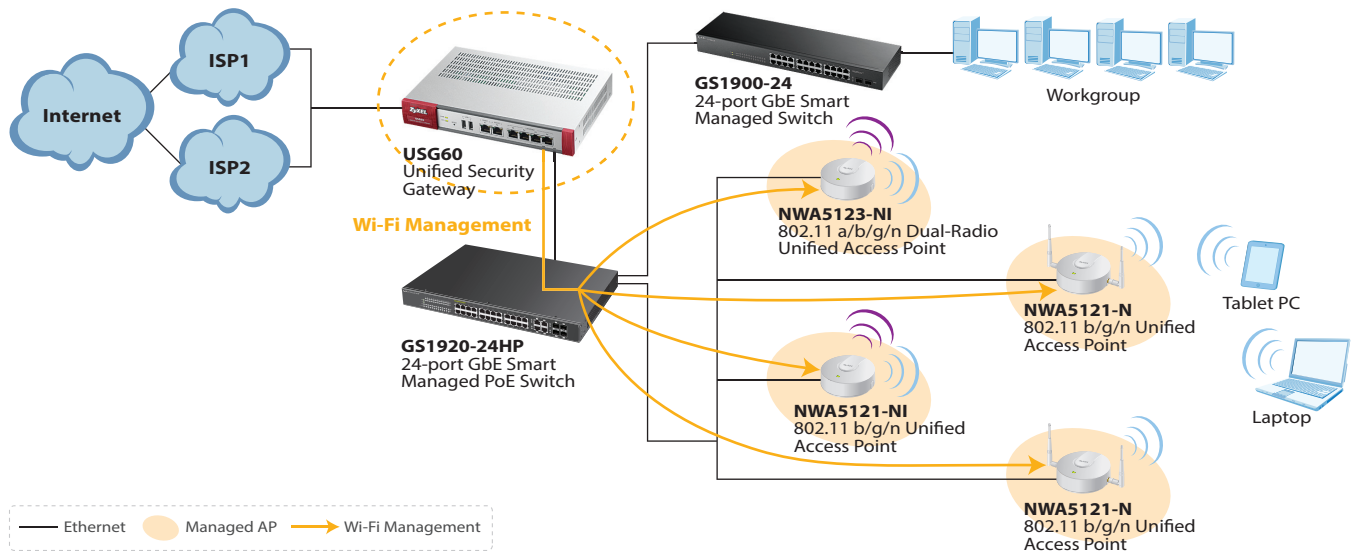 ISP1
Internet
ISP2
ZyXEL
USG60
Unified Security
Gateway
Wi-Fi Management
GS1900-24
24-port GbE Smart
Managed Switch
Workgroup
NWA5123-NI
802.11 a/b/g/n Dual-Radio
Unified Access Point
NWA5121-N
802.11 b/g/n Unified
Access Point
Tablet PC
GS1920-24HP
24-port GbE Smart
Managed PoE Switch
NWA5121-NI
802.11 b/g/n Unified
Access Point
Laptop
NWA5121-N
802.11 b/g/n Unified
Access Point
Ethernet
Managed AP
Wi-Fi Management